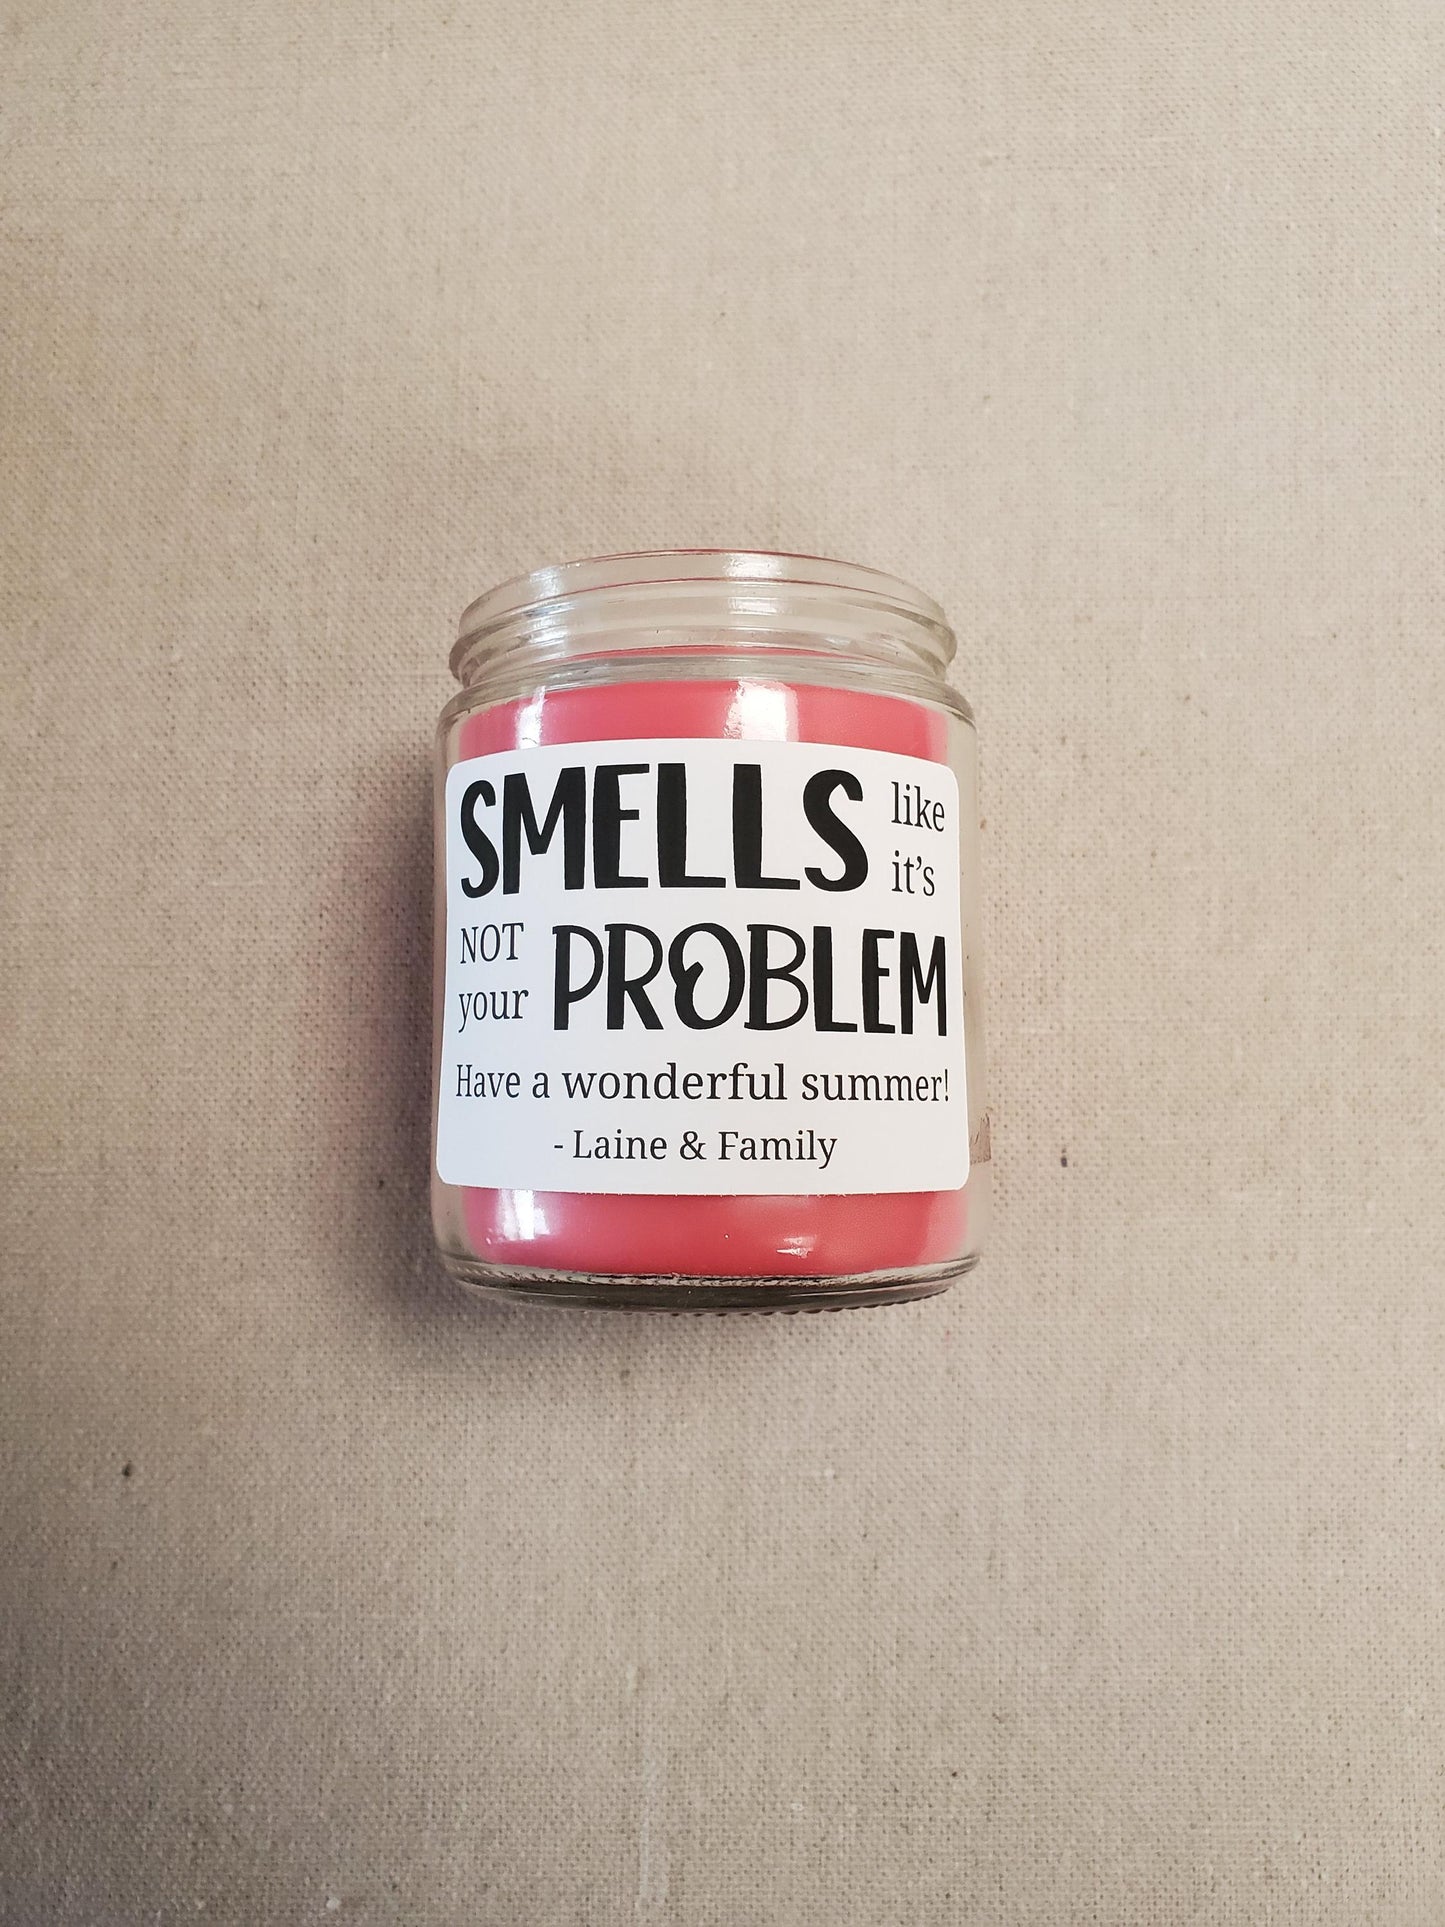 SMELLS like it's
NOT your PROBLEM
Have a wonderful summer!
- Laine & Family